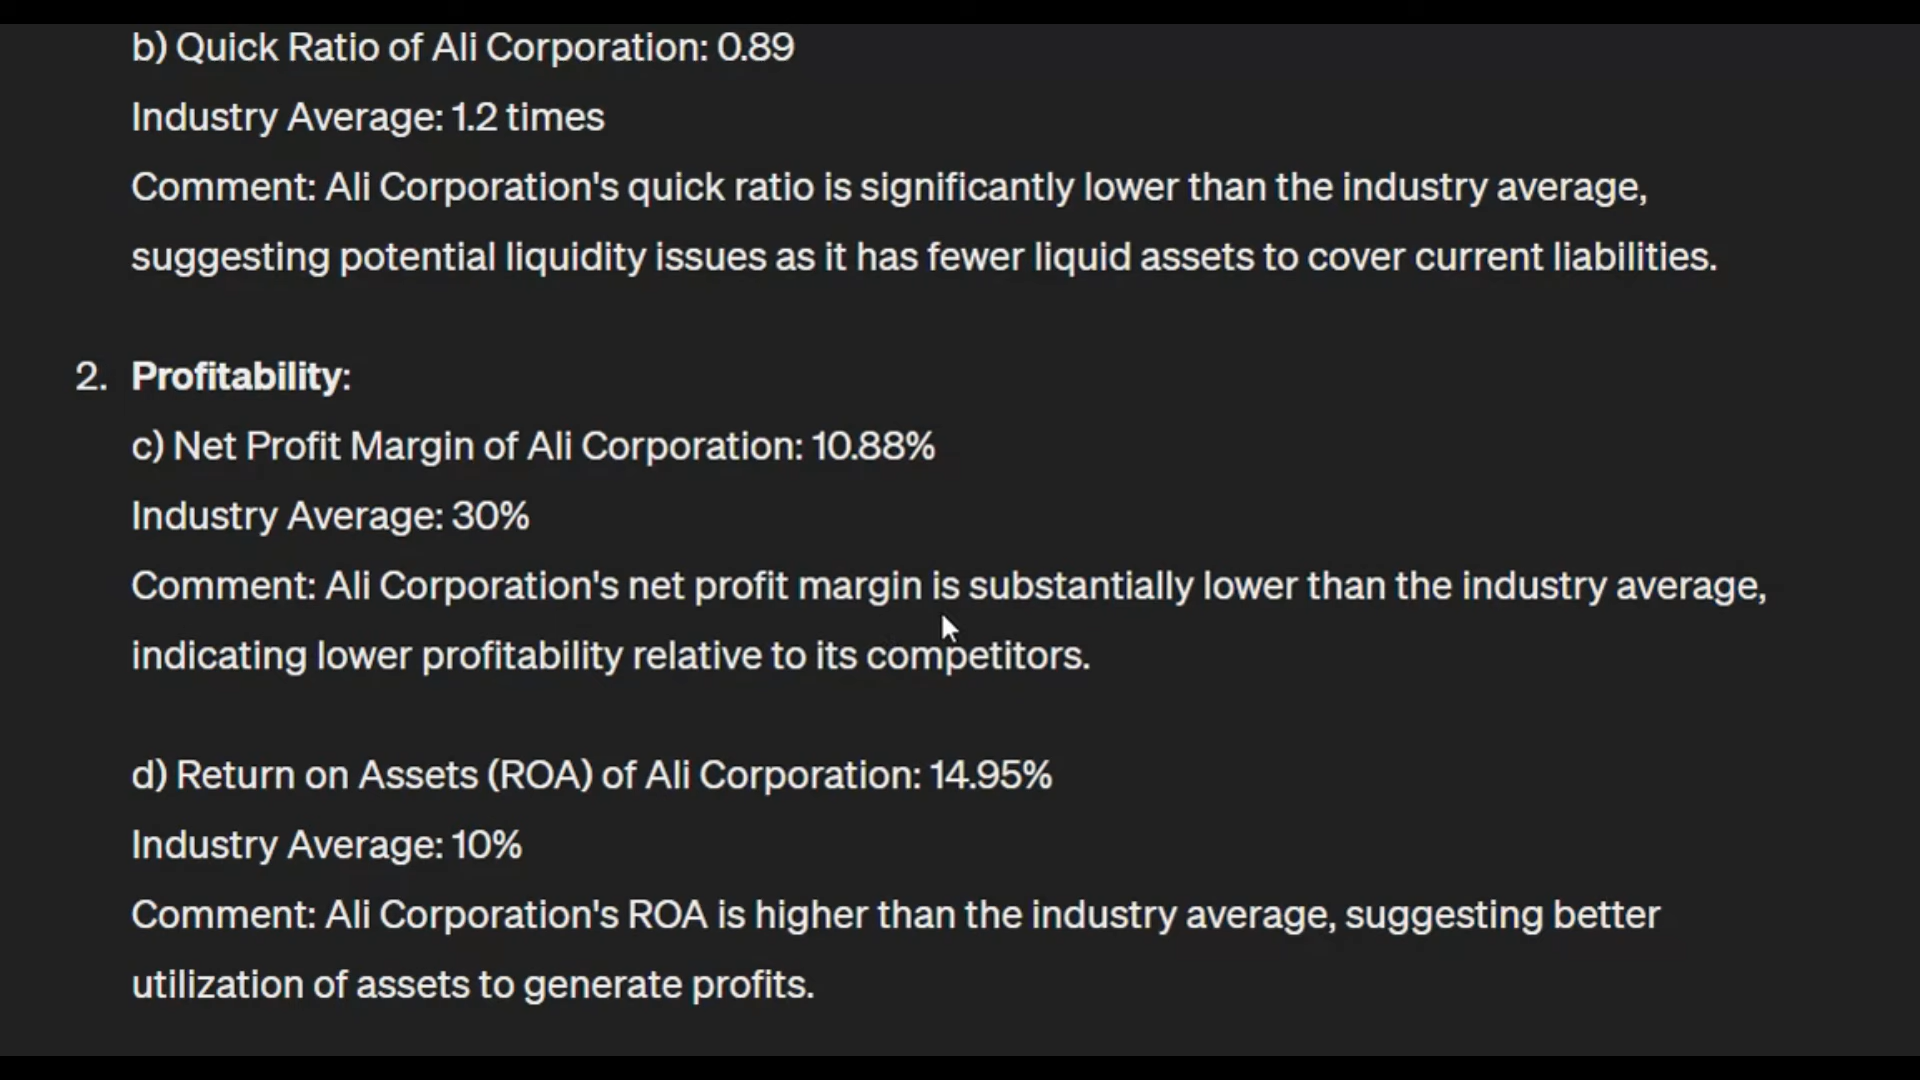 b) Quick Ratio of Ali Corporation: 0.89
Industry Average: 1.2 times
Comment: Ali Corporation's quick ratio is significantly lower than the industry average,
suggesting potential liquidity issues as it has fewer liquid assets to cover current liabilities.
2. Profitability:
c) Net Profit Margin of Ali Corporation: 10.88%
Industry Average: 30%
Comment: Ali Corporation's net profit margin is substantially lower than the industry average,
indicating lower profitability relative to its competitors.
d) Return on Assets (ROA) of Ali Corporation: 14.95%
Industry Average: 10%
Comment: Ali Corporation's ROA is higher than the industry average, suggesting better
utilization of assets to generate profits.